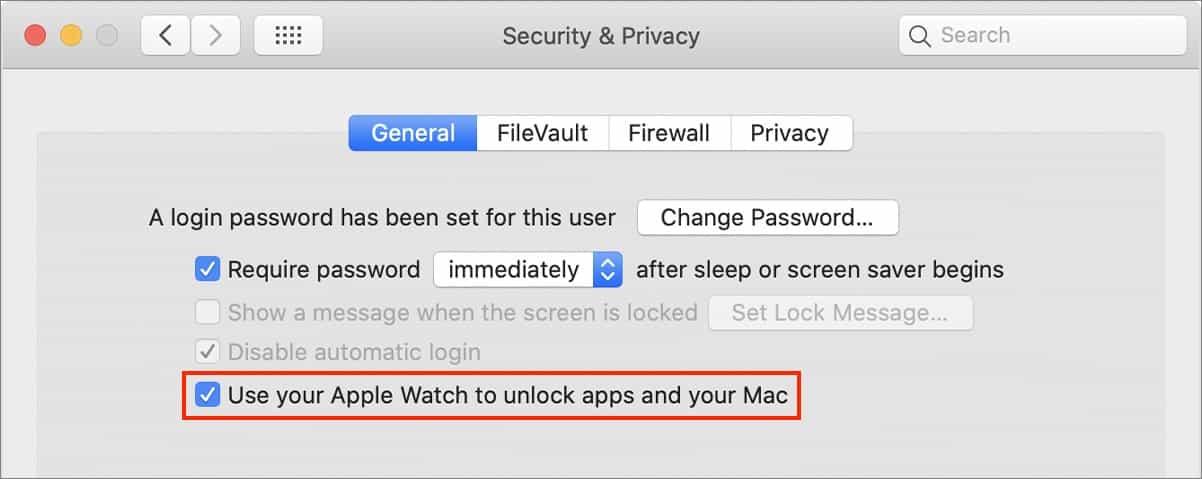 Security & Privacy
Search
General FileVault Firewall Privacy
A login password has been set for this user Change Password...
Require password immediately after sleep or screen saver begins
Show a message when the screen is locked Set Lock Message...
Disable automatic login
Use your Apple Watch to unlock apps and your Mac